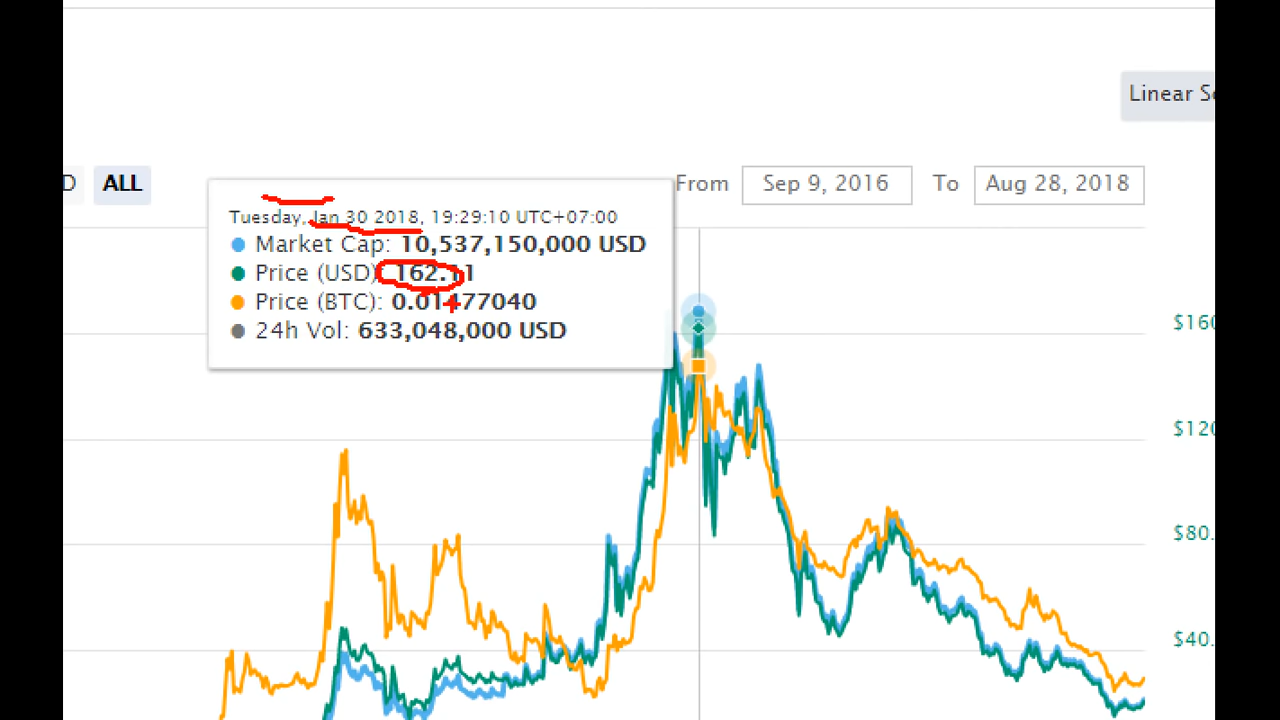 Linear Sc
D ALL From Sep 9, 2016 To Aug 28, 2018
Tuesday, Jan 30 2018, 19:29:10 UTC+07:00
Market Cap: 10,537,150,000 USD
Price (USD): 162.11
Price (BTC): 0.01477040
24h Vol: 633,048,000 USD
$160
$120
$80.
$40.